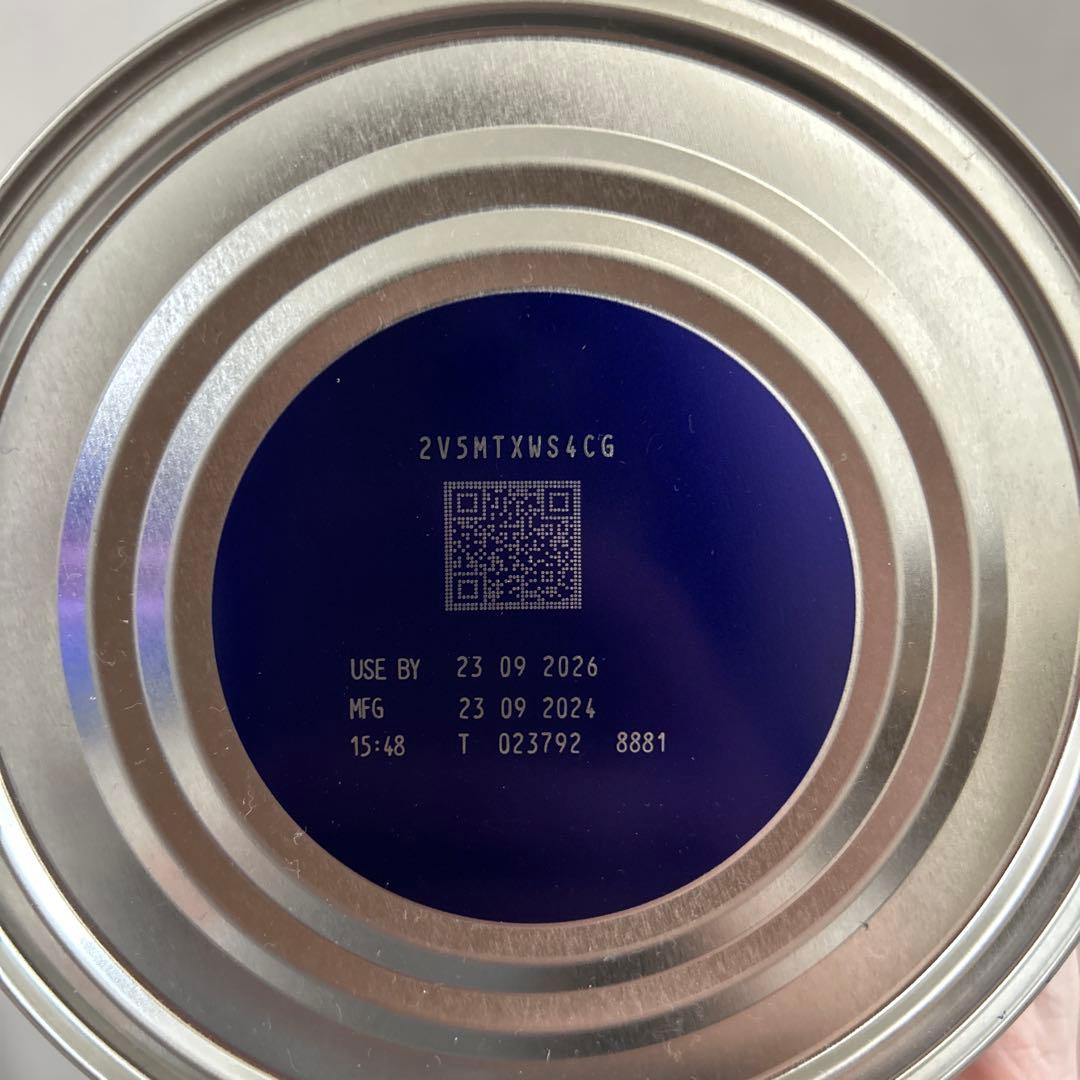 2V5MTXWS4CG
USE BY 23 09 2026
MFG 23 09 2024
15:48 T 023792 8881